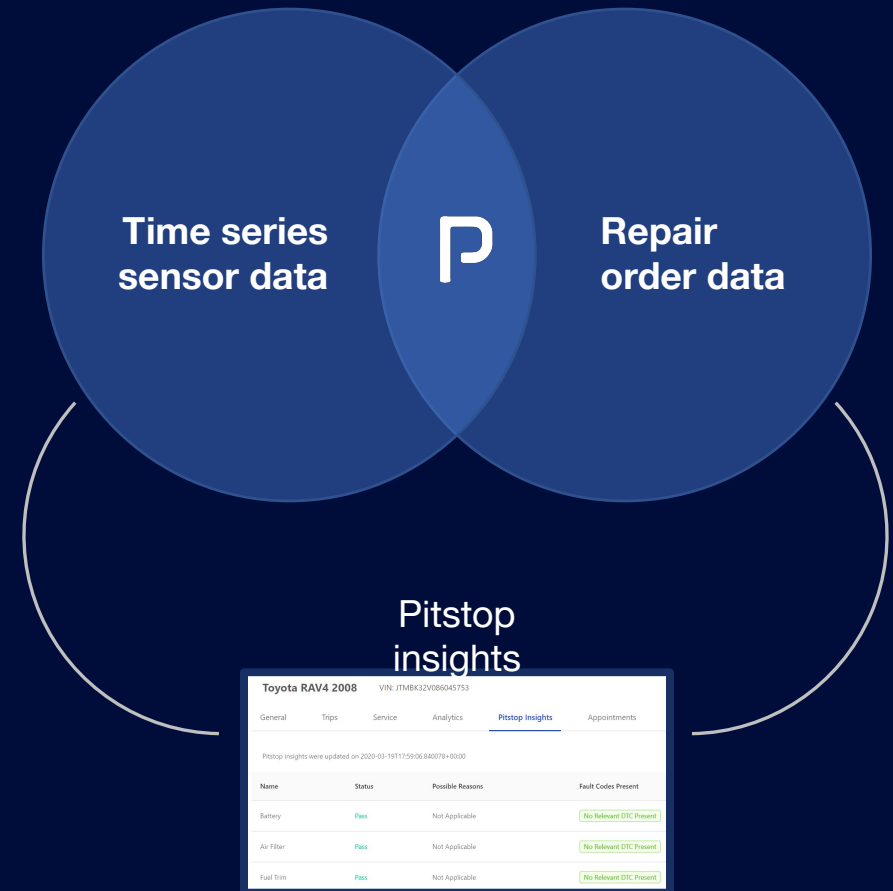 Time series
sensor data
P
Repair
order data
Pitstop
insights
Toyota RAV4 2008 VIN: JTMBK32V086045753
General Trips Service Analytics Pitstop Insights Appointments
Pitstop insights were updated on 2020-03-19T17:59:06.840078+00:00
Name Status Possible Reasons Fault Codes Present
Battery Pass Not Applicable No Relevant DTC Present
Air Filter Pass Not Applicable No Relevant DTC Present
Fuel Trim Pass Not Applicable No Relevant DTC Present